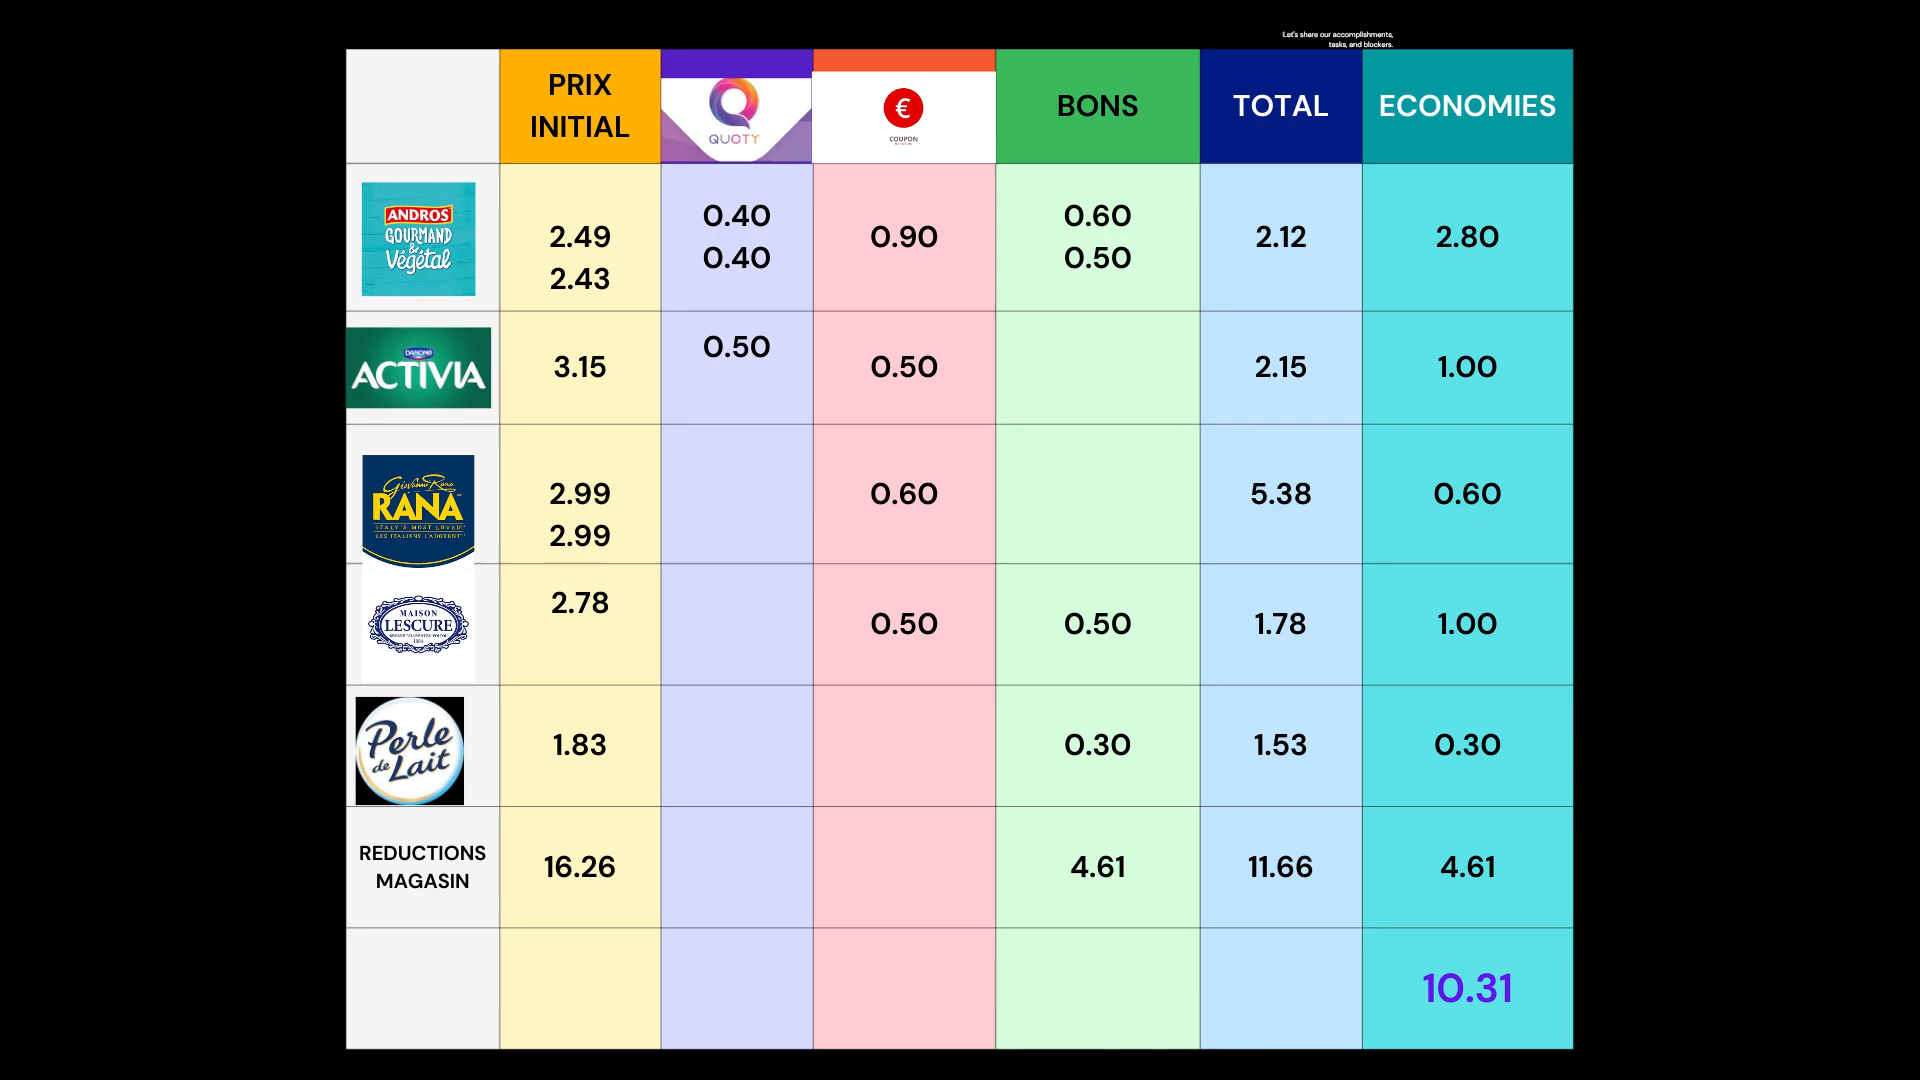 Let's share our accomplishments,
tasks, and blockers.
PRIX
INITIAL
QUOTY
€
COUPON
BONS
TOTAL
ECONOMIES
ANDROS
GOURMAND
&
Végétal
2.49
2.43
0.40
0.40
0.90
0.60
0.50
2.12
2.80
DANONE
ACTIVIA
3.15
0.50
0.50
2.15
1.00
Giovanni Rana
RANA
ITALY'S MOST LOVED
LES ITALIENS L'ADORENT
2.99
2.99
0.60
5.38
0.60
MAISON
LESCURE
2.78
0.50
0.50
1.78
1.00
Perle
de Lait
1.83
0.30
1.53
0.30
REDUCTIONS
MAGASIN
16.26
4.61
11.66
4.61
10.31